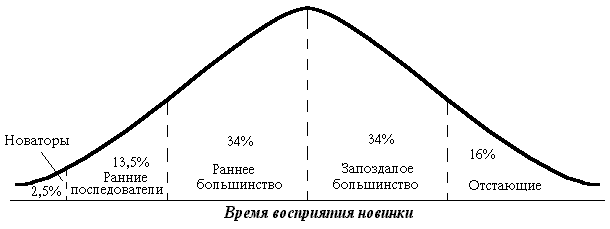 Новаторы
2,5%
13,5%
Ранние
последователи
34%
Раннее
большинство
34%
Запоздалое
большинство
16%
Отстающие
Время восприятия новинки